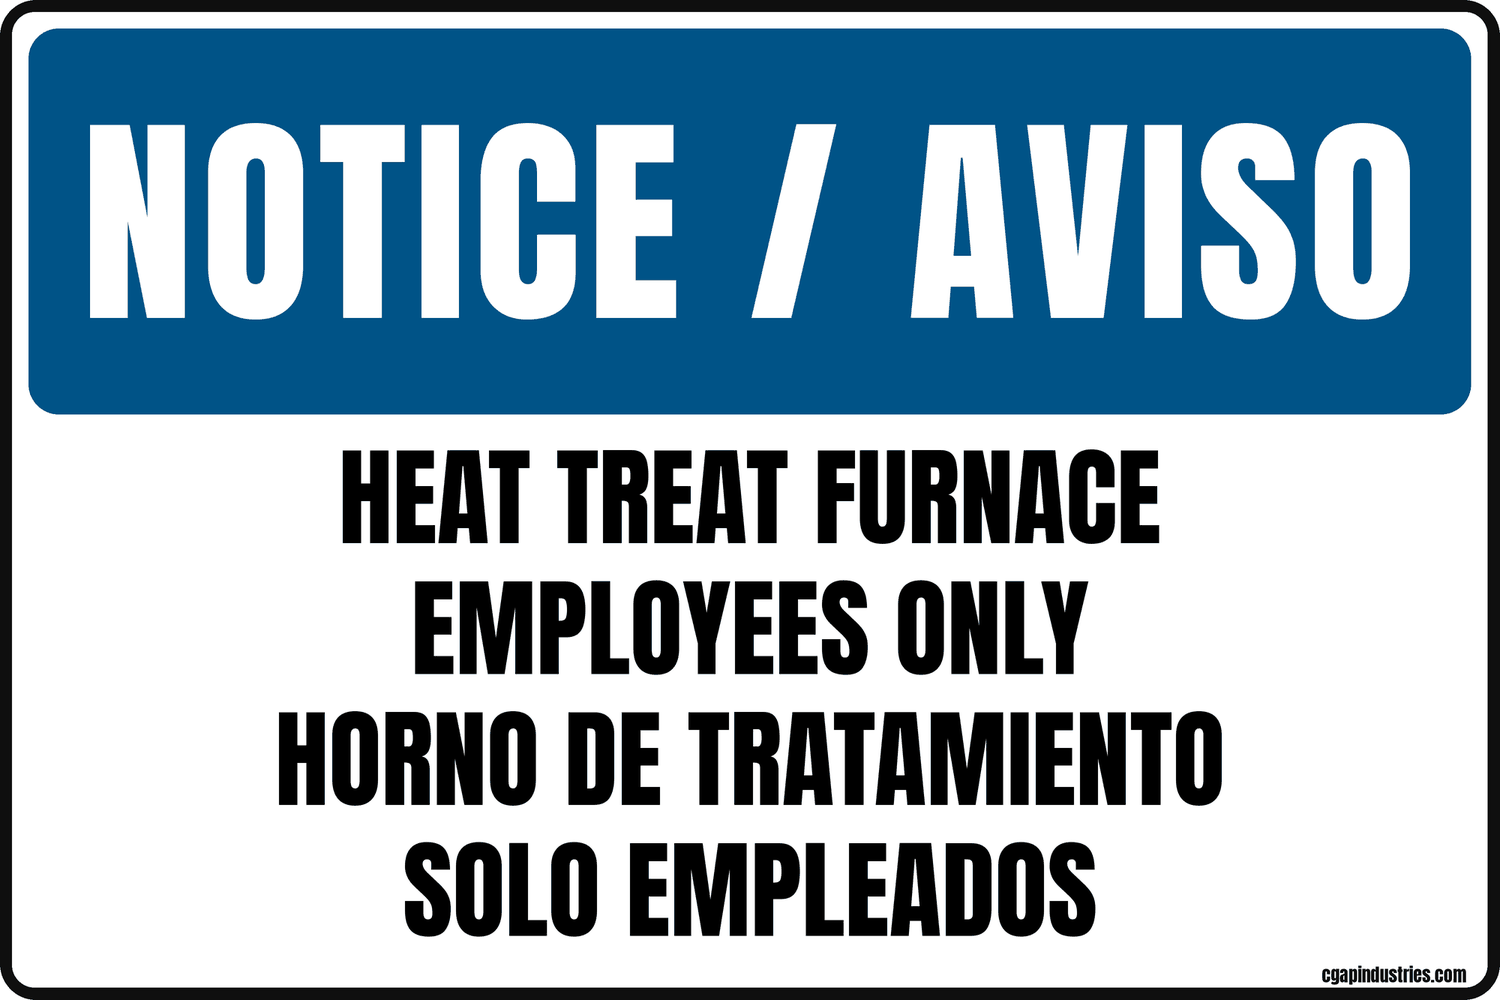 NOTICE / AVISO
HEAT TREAT FURNACE
EMPLOYEES ONLY
HORNO DE TRATAMIENTO
SOLO EMPLEADOS
cgapindustries.com